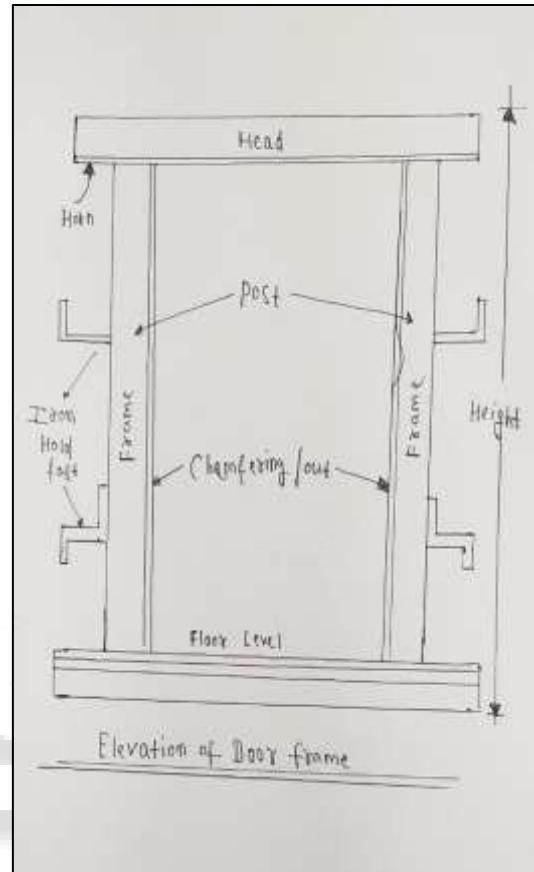 Head
Horn
Post
Iron
Hold
fast
Frame
Frame
Height
Chamfering /out
Floor Level
Elevation of Door frame